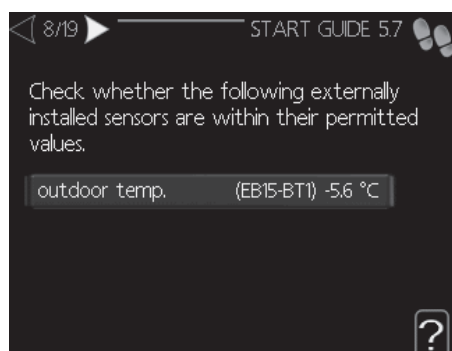 8/19 START GUIDE 5.7
Check whether the following externally
installed sensors are within their permitted
values.
outdoor temp. (EB15-BT1) -5.6 °C
?